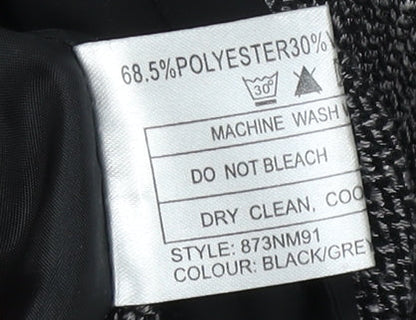 68.5%POLYESTER30%
30°
MACHINE WASH
DO NOT BLEACH
DRY CLEAN, COO
STYLE: 873NM91
COLOUR: BLACK/GREY